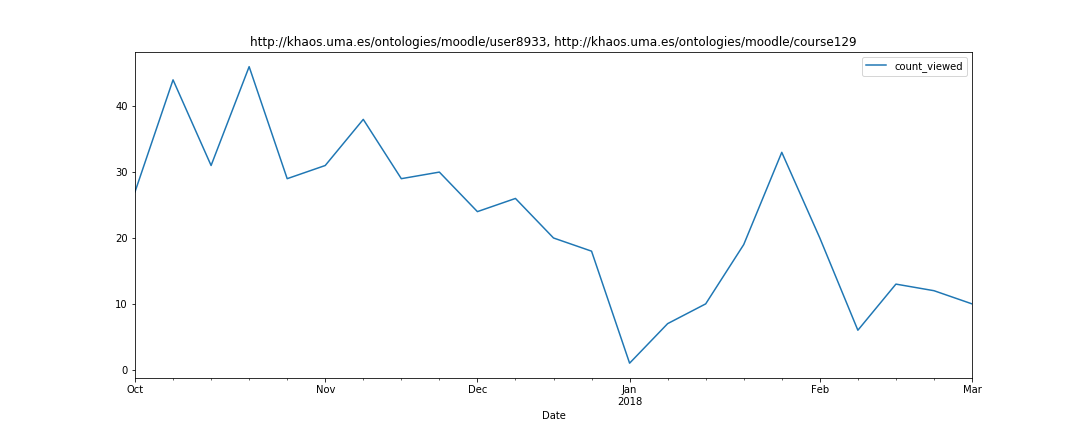 http://khaos.uma.es/ontologies/moodle/user8933, http://khaos.uma.es/ontologies/moodle/course129
count_viewed
40
30
20
10
0
Oct Nov Dec Jan Feb Mar
2018
Date